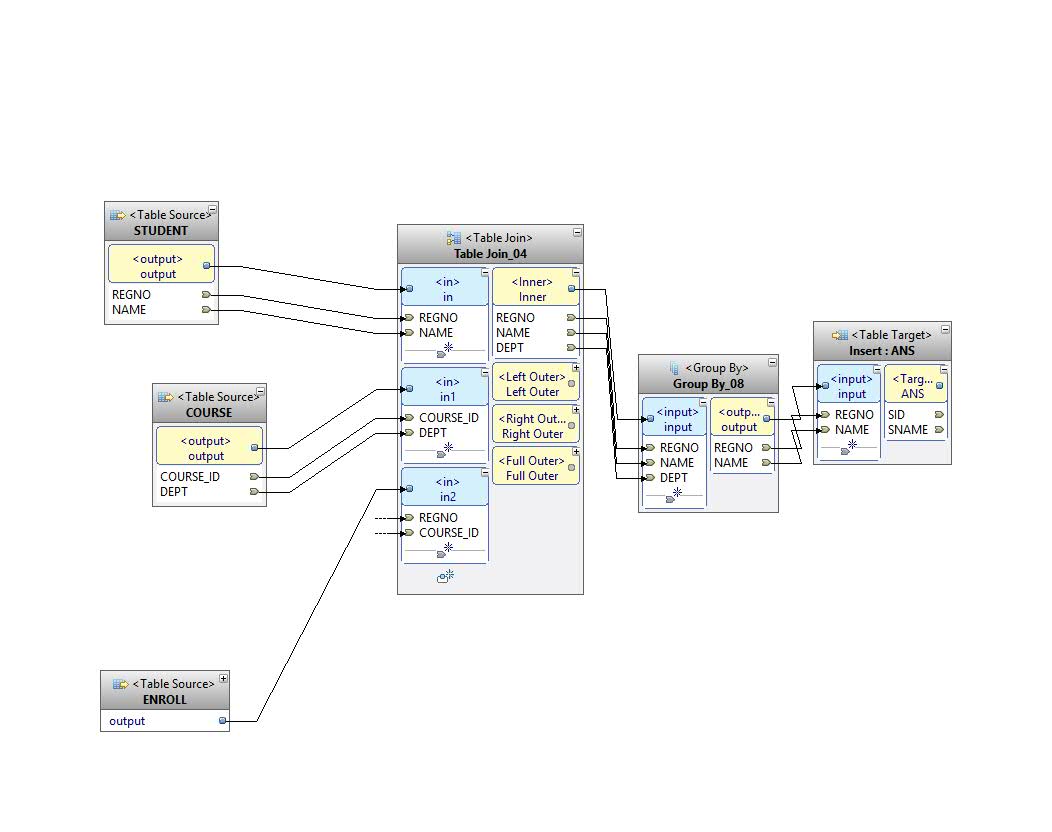 <Table Source>
STUDENT
<output>
output
REGNO
NAME
<Table Source>
COURSE
<output>
output
COURSE_ID
DEPT
<Table Source>
ENROLL
output
<Table Join>
Table Join_04
<in>
in
REGNO
NAME
<in>
in1
COURSE_ID
DEPT
<in>
in2
REGNO
COURSE_ID
<Inner>
Inner
REGNO
NAME
DEPT
<Left Outer>
Left Outer
<Right Out...
Right Outer
<Full Outer>
Full Outer
<Group By>
Group By_08
<input>
input
REGNO
NAME
DEPT
<outp...
output
REGNO
NAME
<Table Target>
Insert : ANS
<input>
input
REGNO
NAME
<Targ...
ANS
SID
SNAME